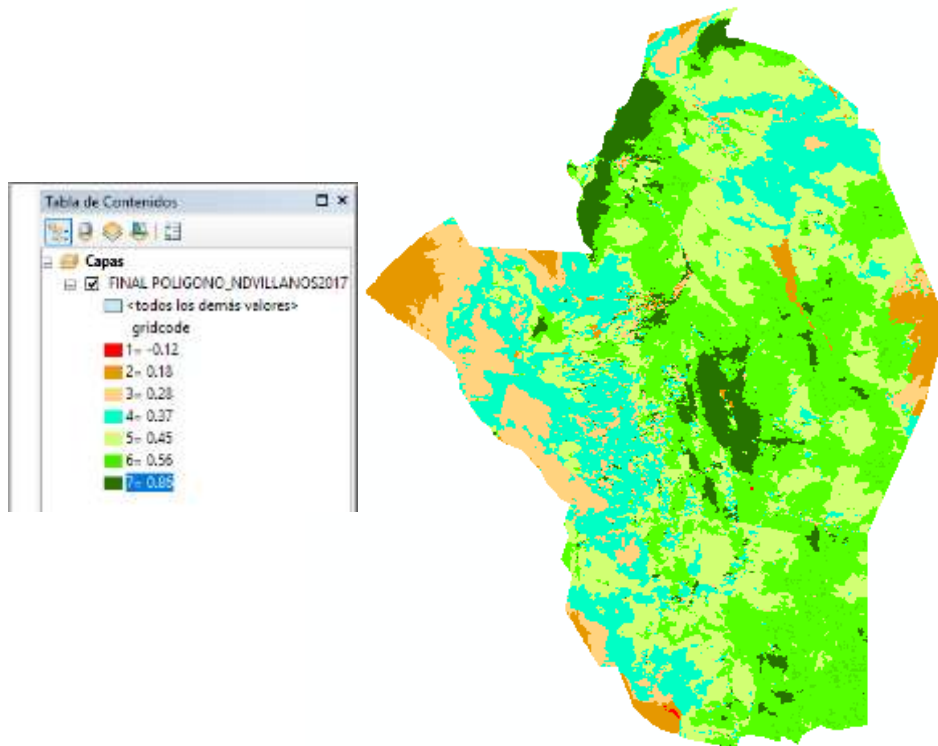 Tabla de Contenidos
Capas
FINAL POLIGONO_NDVILLANOS2017
<todos los demás valores>
gridcode
1= -0.12
2= 0.18
3= 0.28
4= 0.37
5= 0.45
6= 0.56
7= 0.86